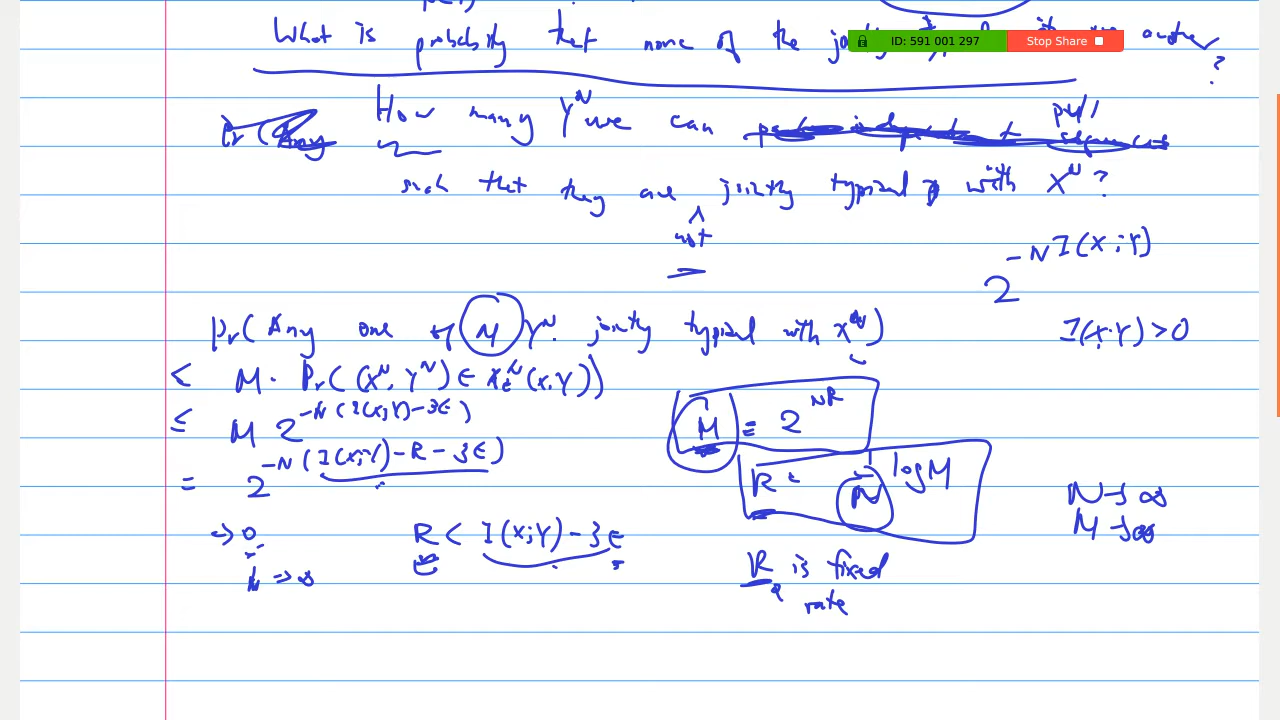 What is probability that none of the
ID: 591 001 297
Stop Share
?
How many Y^N we can pull
such that they are jointly typical with X^N ?
not
2^{-N I(X;Y)}
Pr( Any one of M Y^N jointly typical with X^N )
I(X;Y) > 0
≤ M · Pr( (X^N, Y^N) ∈ A_ε^N (X,Y) )
≤ M 2^{-N(I(X;Y)-3ε)}
M = 2^{NR}
= 2^{-N(I(X;Y)-R-3ε)}
R = 1/N log M
N → ∞
M → ∞
→ 0
R < I(X;Y) - 3ε
N → ∞
R is fixed
rate